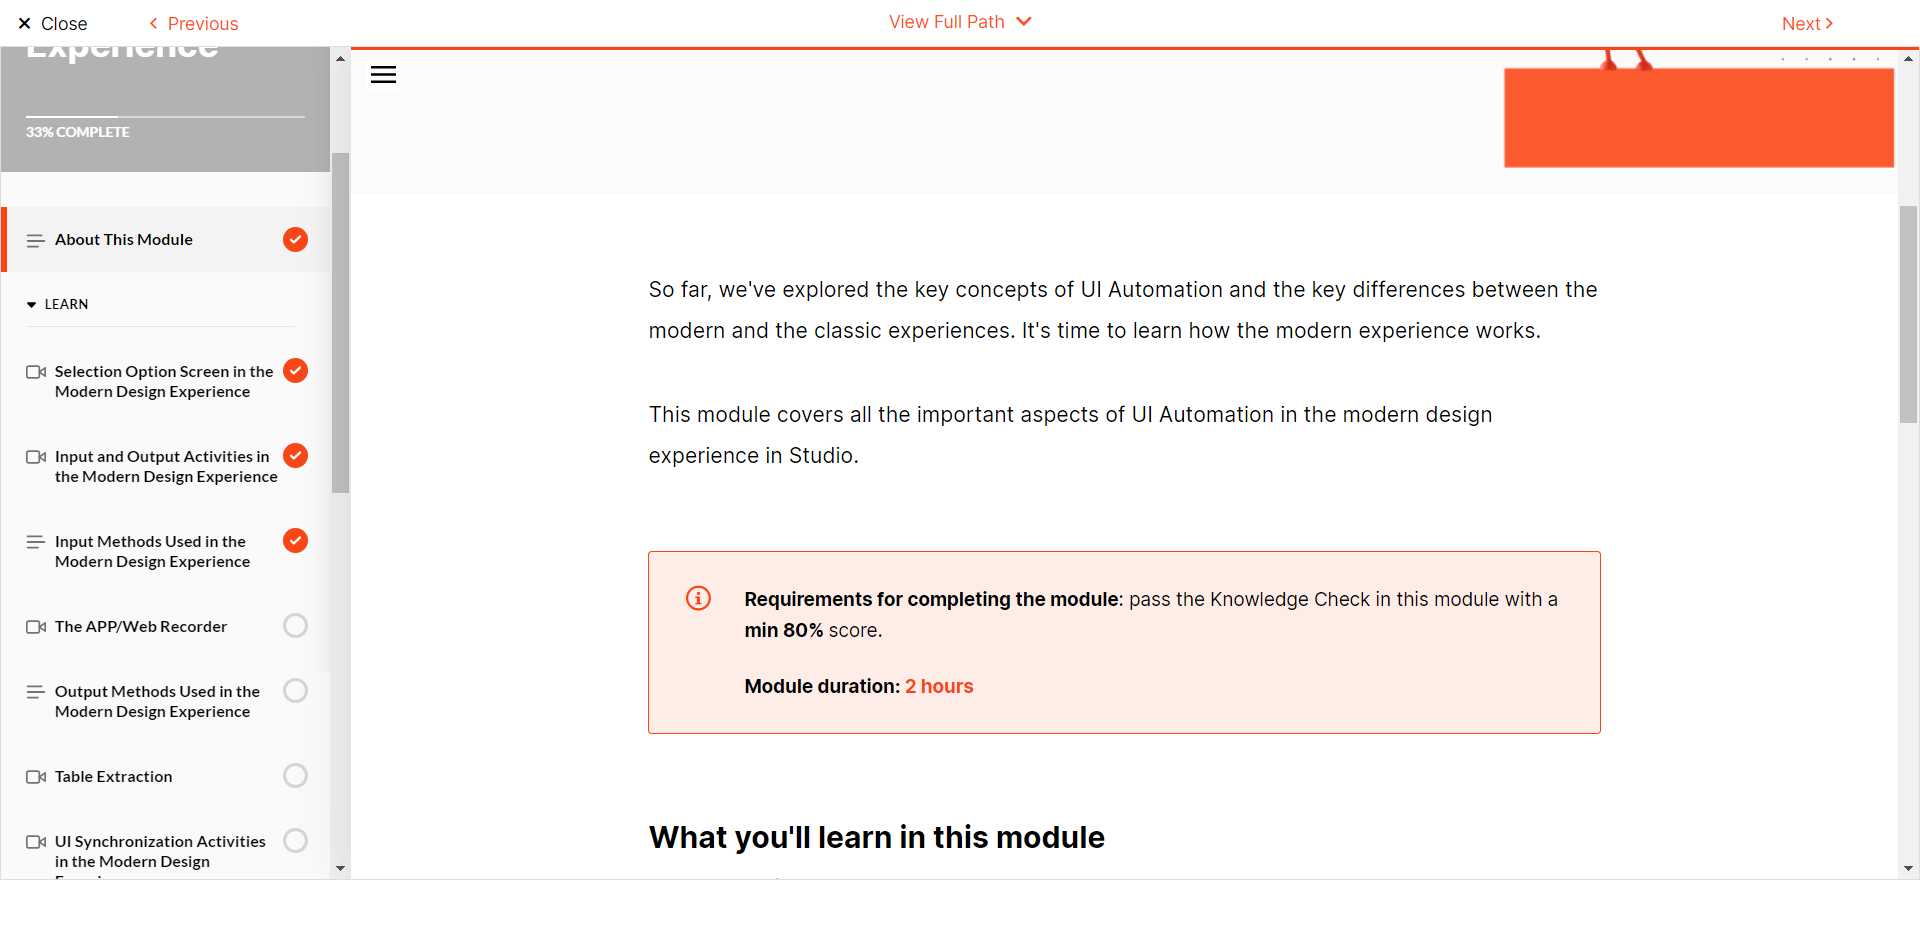 Close
Previous
View Full Path
Next
Experience
33% COMPLETE
About This Module
LEARN
Selection Option Screen in the
Modern Design Experience
Input and Output Activities in
the Modern Design Experience
Input Methods Used in the
Modern Design Experience
The APP/Web Recorder
Output Methods Used in the
Modern Design Experience
Table Extraction
UI Synchronization Activities
in the Modern Design
So far, we've explored the key concepts of UI Automation and the key differences between the
modern and the classic experiences. It's time to learn how the modern experience works.
This module covers all the important aspects of UI Automation in the modern design
experience in Studio.
Requirements for completing the module: pass the Knowledge Check in this module with a
min 80% score.
Module duration: 2 hours
What you'll learn in this module